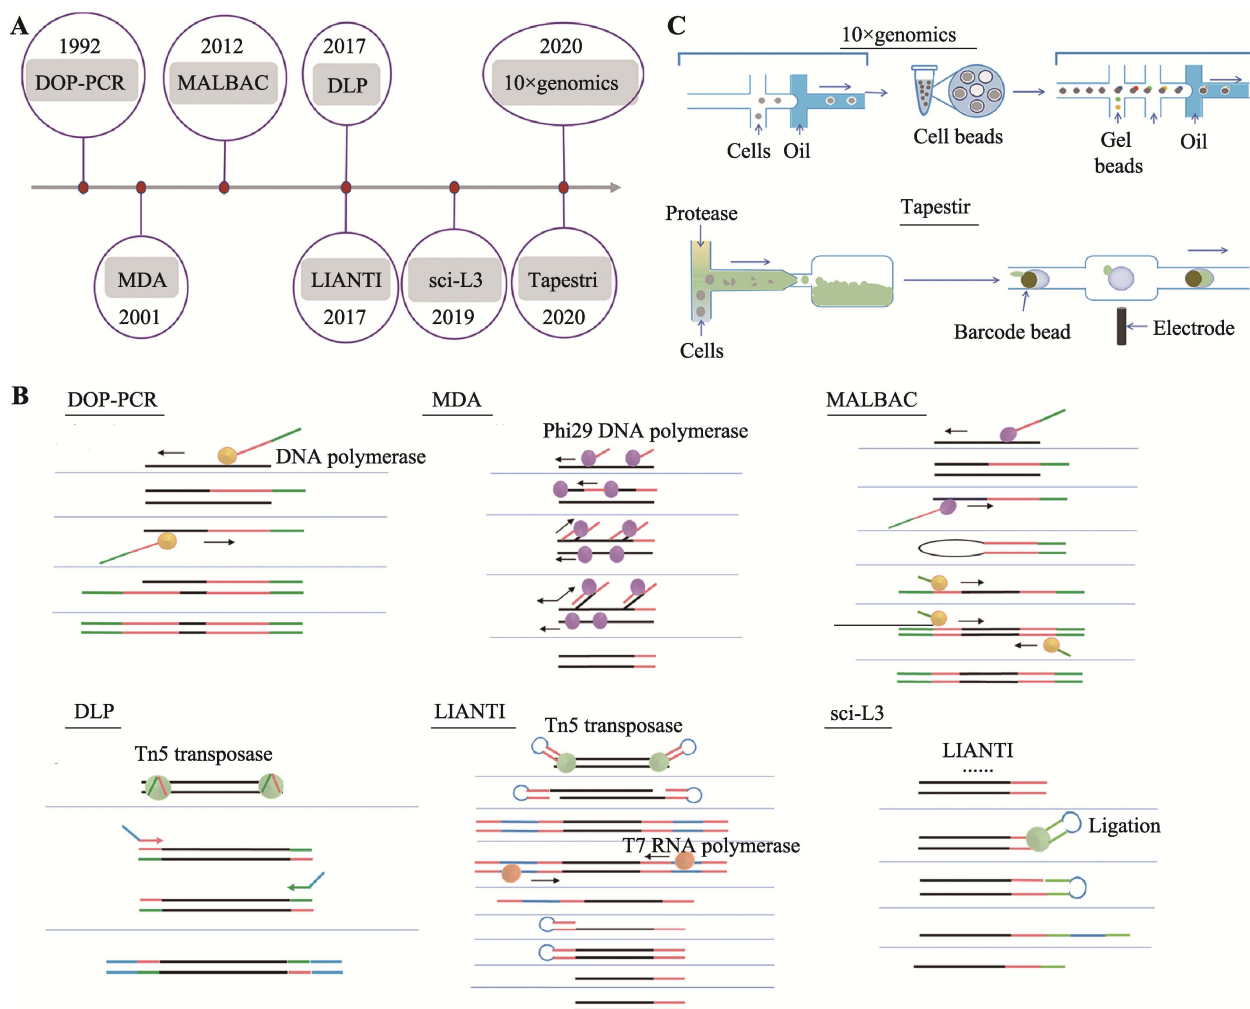 A
1992
DOP-PCR
2012
MALBAC
2017
DLP
2020
10×genomics
MDA
2001
LIANTI
2017
sci-L3
2019
Tapestri
2020
C
10×genomics
Cells
Oil
Cell beads
Gel
beads
Oil
Tapestir
Protease
Cells
Barcode bead
Electrode
B
DOP-PCR
DNA polymerase
MDA
Phi29 DNA polymerase
MALBAC
DLP
Tn5 transposase
LIANTI
Tn5 transposase
T7 RNA polymerase
sci-L3
LIANTI
......
Ligation